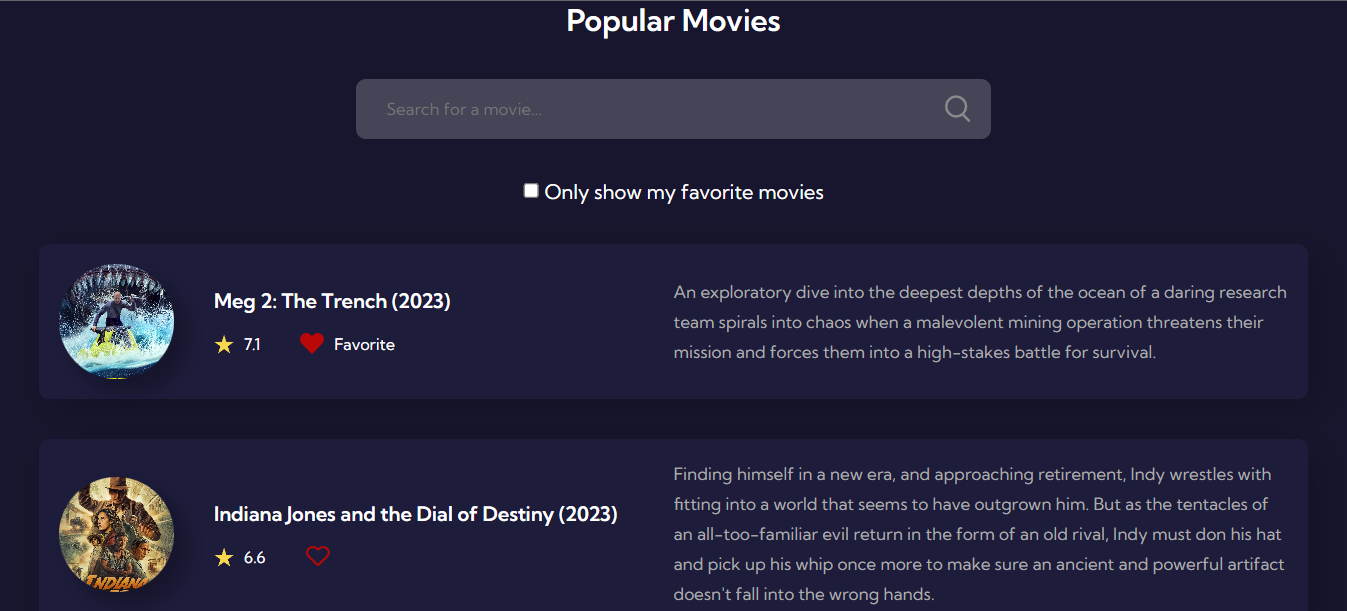 Popular Movies
Search for a movie...
Only show my favorite movies
Meg 2: The Trench (2023)
7.1 Favorite
An exploratory dive into the deepest depths of the ocean of a daring research
team spirals into chaos when a malevolent mining operation threatens their
mission and forces them into a high-stakes battle for survival.
Indiana Jones and the Dial of Destiny (2023)
6.6
Finding himself in a new era, and approaching retirement, Indy wrestles with
fitting into a world that seems to have outgrown him. But as the tentacles of
an all-too-familiar evil return in the form of an old rival, Indy must don his hat
and pick up his whip once more to make sure an ancient and powerful artifact
doesn't fall into the wrong hands.
INDIANA